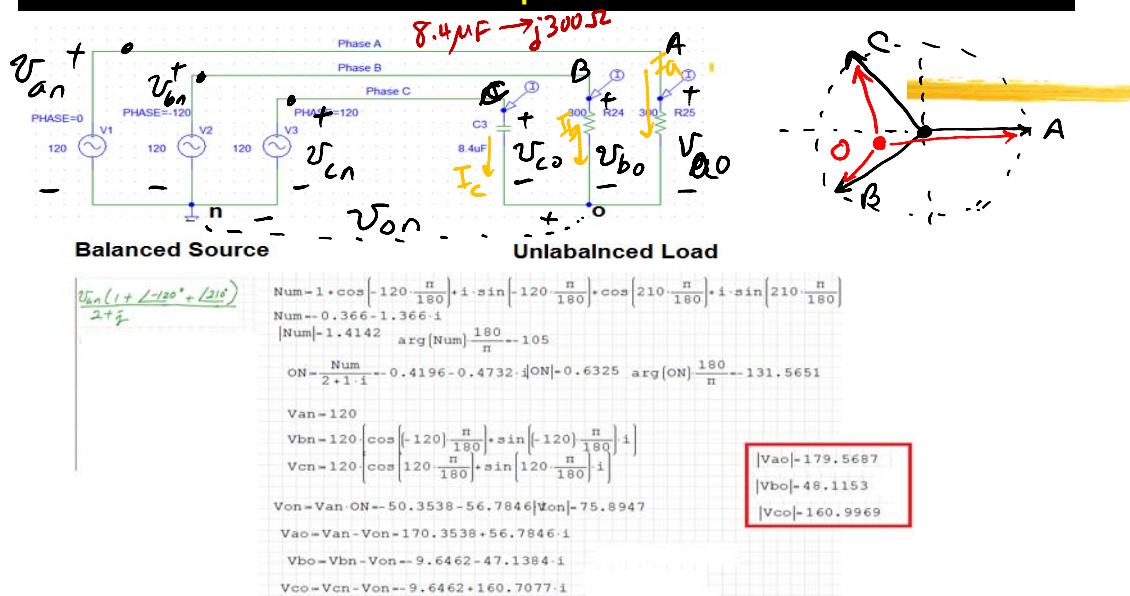 8.4μF → j300Ω
Phase A
A
Phase B
B
Phase C
C
Van
+
Vbn
+
PHASE=0
PHASE=-120
PHASE=120
V1
V2
V3
120
120
120
+
Vcn
C3
8.4uF
300
R24
300
R25
Ia
Ib
Ic
+
Vco
+
Vbo
+
Vao
n
- Von +
o
C
A
O
B
Balanced Source
Unlabalnced Load
Van(1 + ∠-120° + ∠210°)
2+j
Num=1+cos(-120·π/180)+i·sin(-120·π/180)+cos(210·π/180)+i·sin(210·π/180)
Num=-0.366-1.366·i
|Num|=1.4142 arg(Num)·180/π=-105
ON=Num/(2+1·i)=-0.4196-0.4732·i |ON|=0.6325 arg(ON)·180/π=-131.5651
Van=120
Vbn=120·(cos((-120)·π/180)+sin((-120)·π/180)·i)
Vcn=120·(cos(120·π/180)+sin(120·π/180)·i)
Von=Van·ON=-50.3538-56.7846 |Von|=75.8947
Vao=Van-Von=170.3538+56.7846·i
Vbo=Vbn-Von=-9.6462-47.1384·i
Vco=Vcn-Von=-9.6462+160.7077·i
|Vao|=179.5687
|Vbo|=48.1153
|Vco|=160.9969